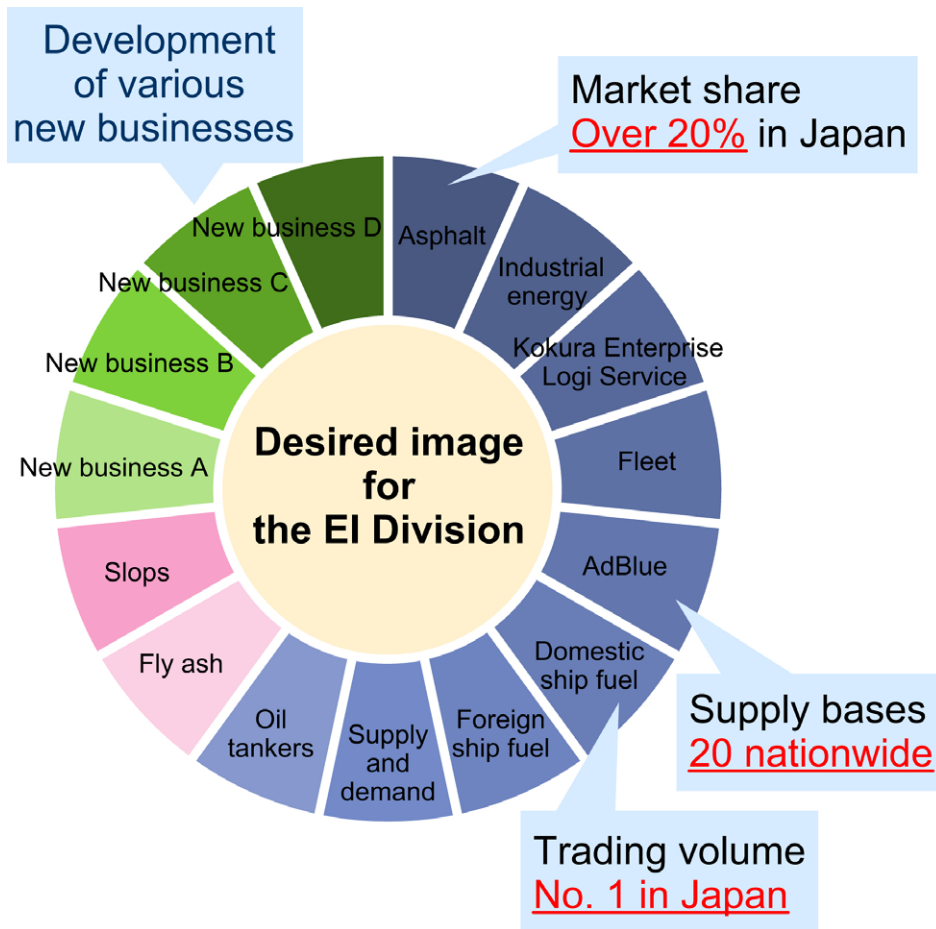 Development
of various
new businesses
Market share
Over 20% in Japan
New business D
Asphalt
Industrial
energy
New business C
Kokura Enterprise
Logi Service
New business B
Desired image
for
the EI Division
Fleet
New business A
AdBlue
Slops
Domestic
ship fuel
Fly ash
Foreign
ship fuel
Oil
tankers
Supply
and
demand
Supply bases
20 nationwide
Trading volume
No. 1 in Japan